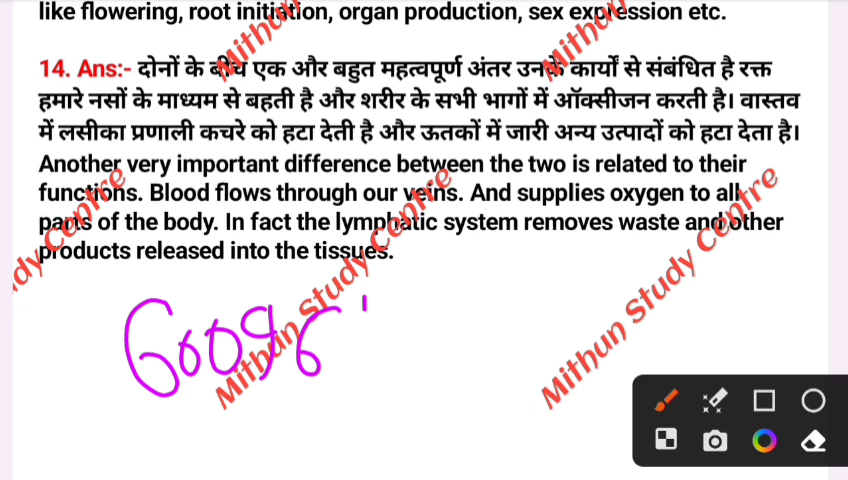 like flowering, root initiation, organ production, sex expression etc.
14. Ans:- दोनों के बीच एक और बहुत महत्वपूर्ण अंतर उनके कार्यों से संबंधित है रक्त
हमारे नसों के माध्यम से बहती है और शरीर के सभी भागों में ऑक्सीजन करती है। वास्तव
में लसीका प्रणाली कचरे को हटा देती है और ऊतकों में जारी अन्य उत्पादों को हटा देता है।
Another very important difference between the two is related to their
functions. Blood flows through our veins. And supplies oxygen to all
parts of the body. In fact the lymphatic system removes waste and other
products released into the tissues.
Mithun
Mithun
dy Centre
Mithun Study Centre
Mithun Study Centre